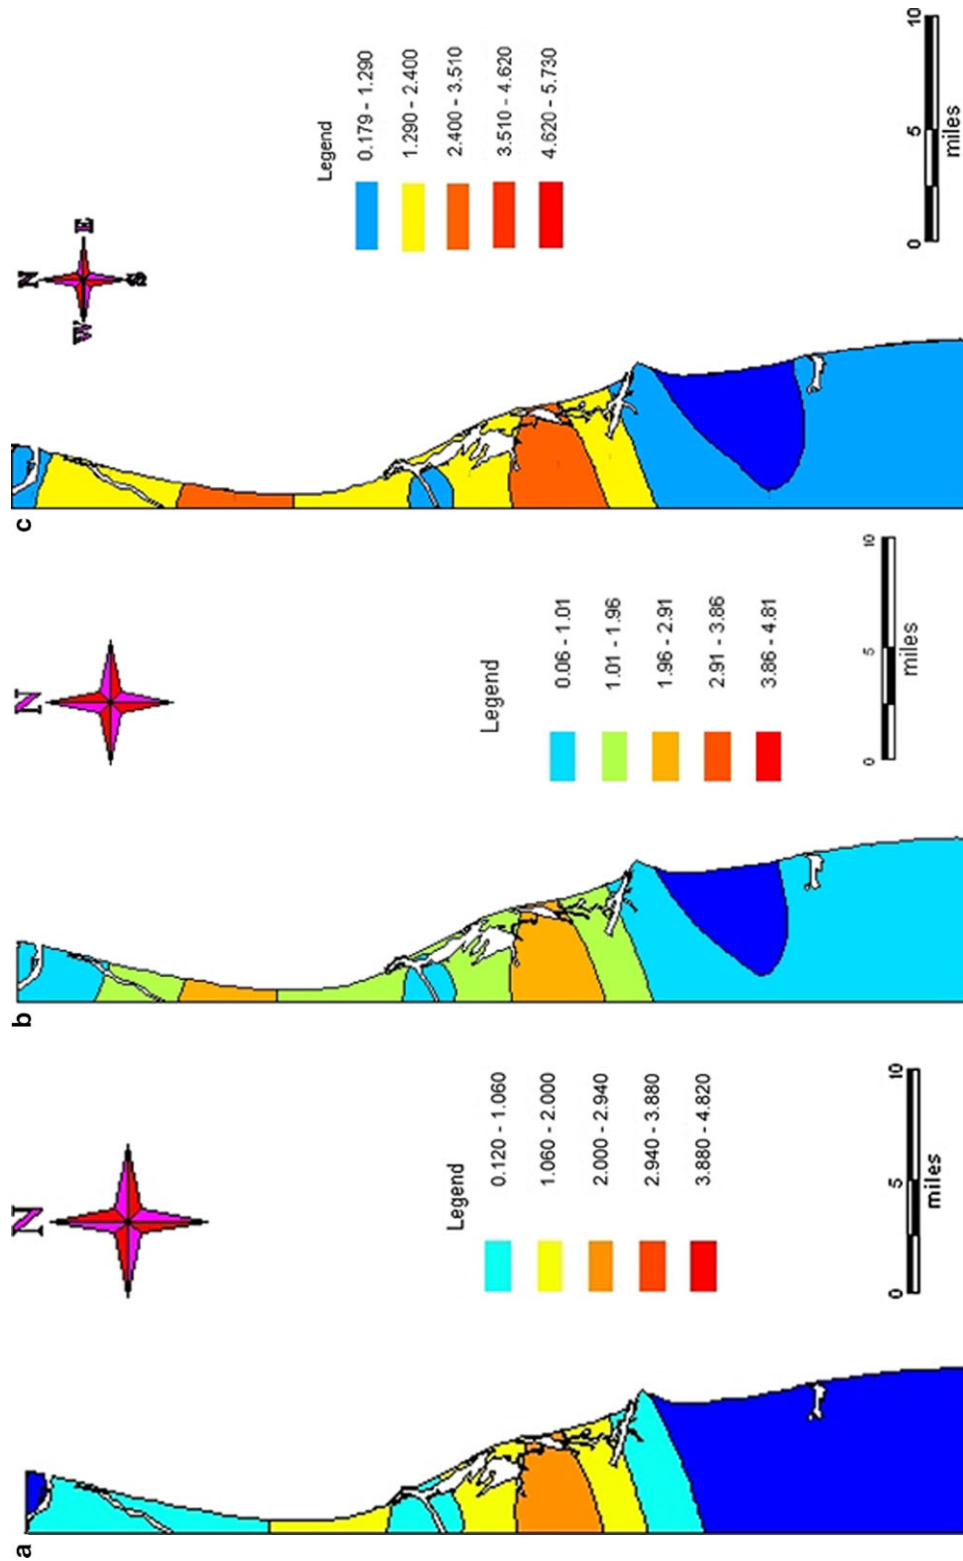 a
N
Legend
0.120 - 1.060
1.060 - 2.000
2.000 - 2.940
2.940 - 3.880
3.880 - 4.820
0 5 10
miles
b
N
Legend
0.06 - 1.01
1.01 - 1.96
1.96 - 2.91
2.91 - 3.86
3.86 - 4.81
0 5 10
miles
c
N
W E
S
Legend
0.179 - 1.290
1.290 - 2.400
2.400 - 3.510
3.510 - 4.620
4.620 - 5.730
0 5 10
miles